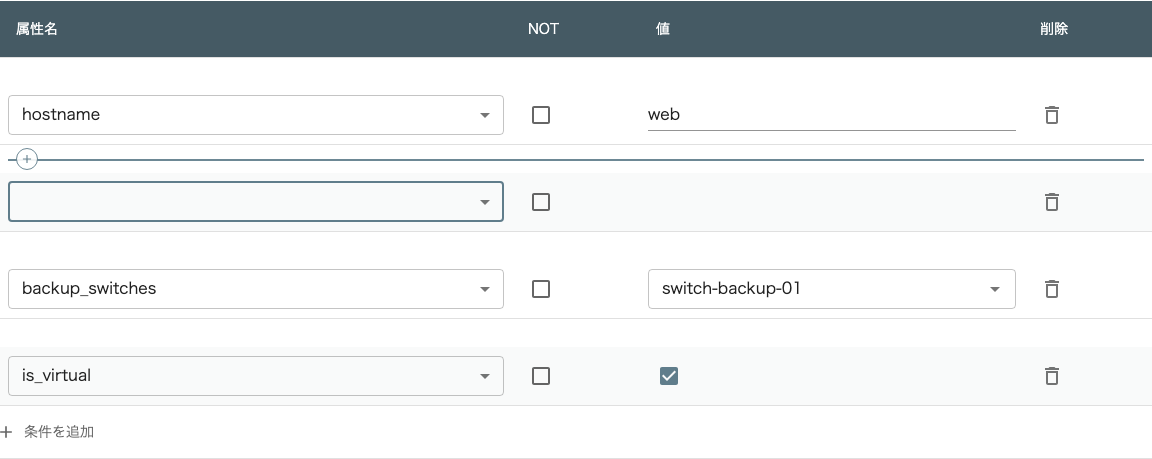 属性名 NOT 値 削除
hostname web
backup_switches switch-backup-01
is_virtual
+ 条件を追加